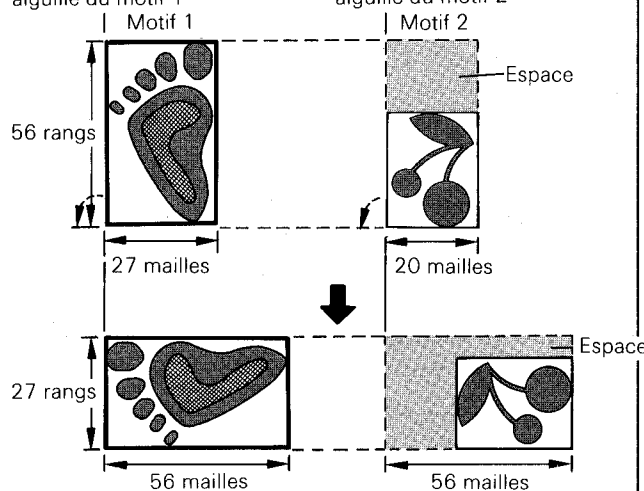 aiguille du motif 1
aiguille du motif 2
Motif 1
Motif 2
Espace
56 rangs
27 mailles
20 mailles
Espace
27 rangs
56 mailles
56 mailles